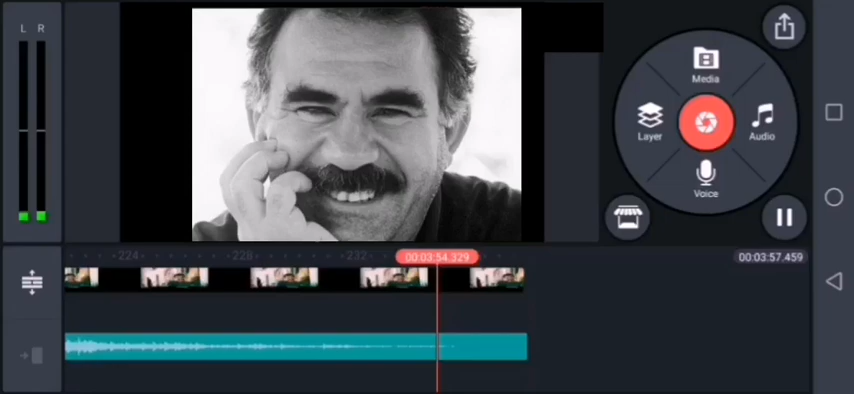 L R
Media
Layer
Audio
Voice
224
228
232
00:03:54.329
00:03:57.459